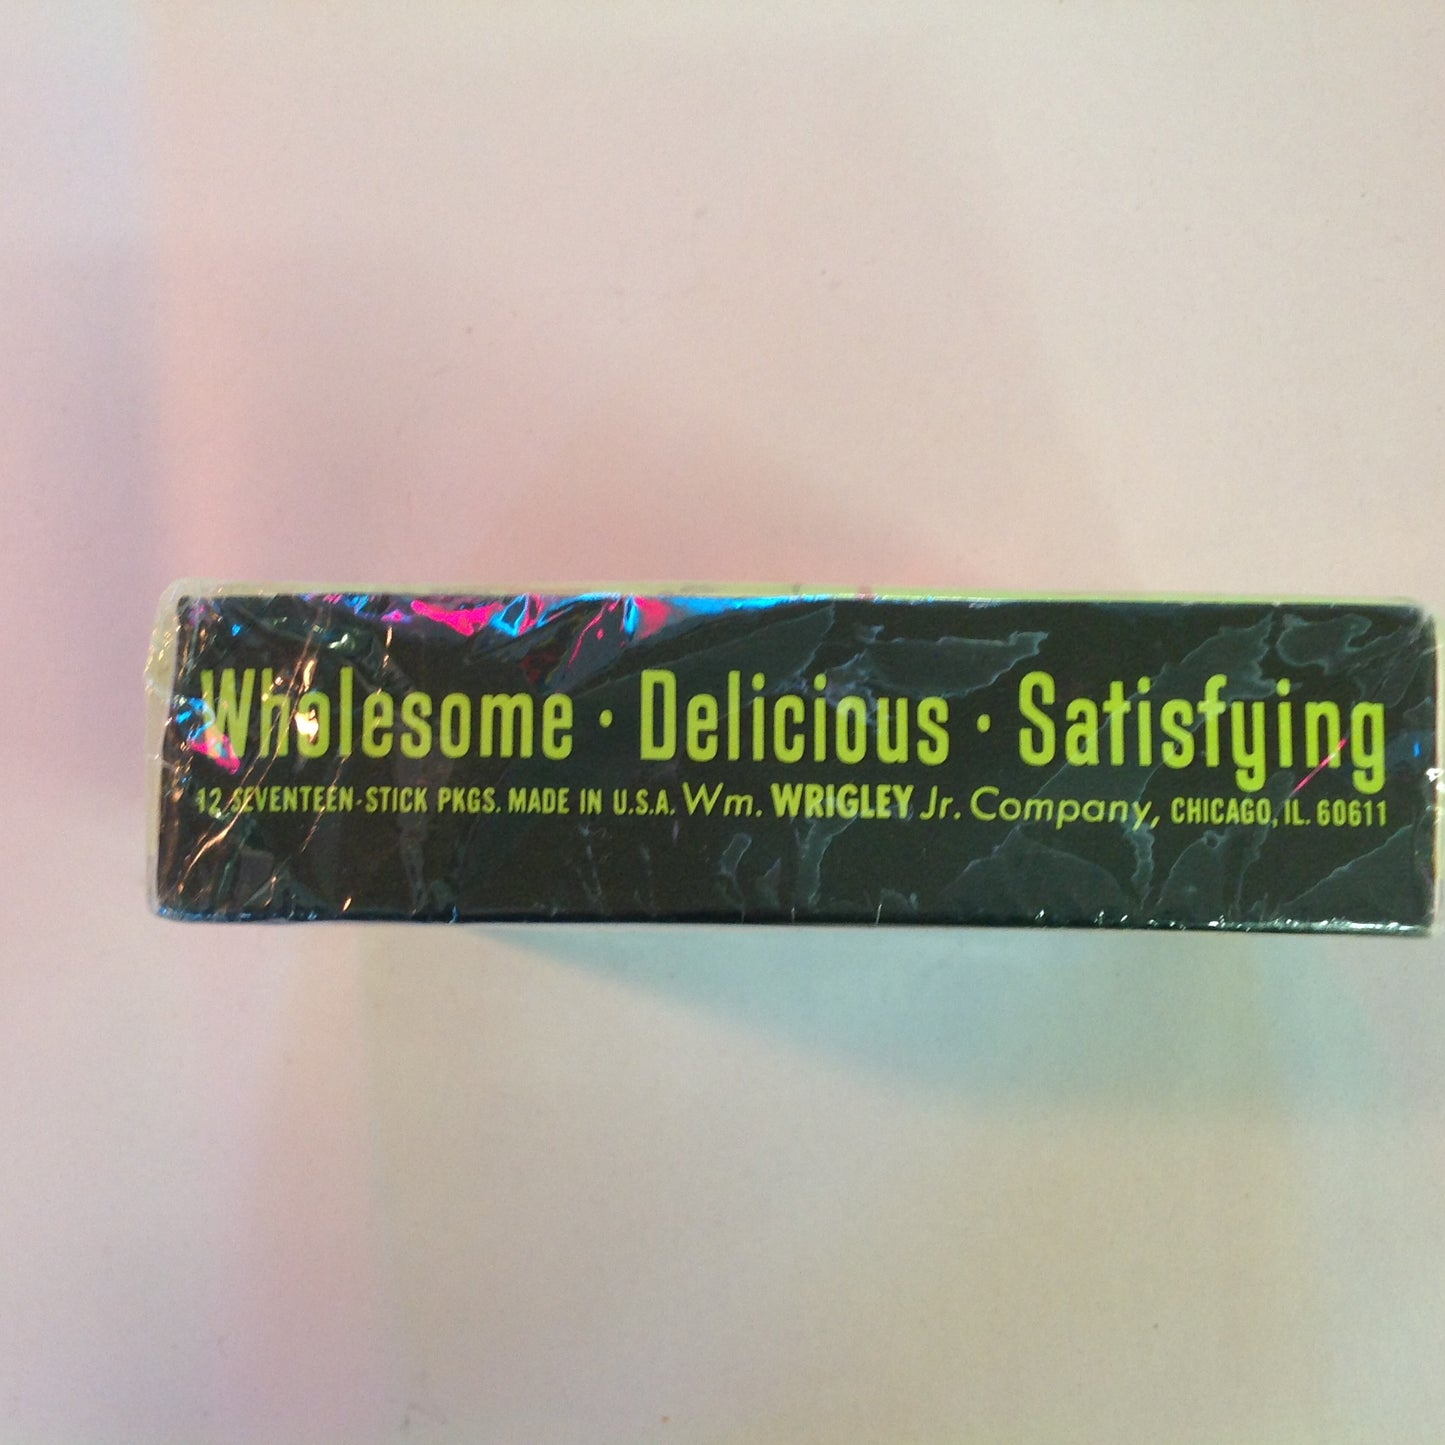 Wholesome · Delicious · Satisfying
12 SEVENTEEN-STICK PKGS. MADE IN U.S.A. Wm. WRIGLEY Jr. Company, CHICAGO, IL. 60611